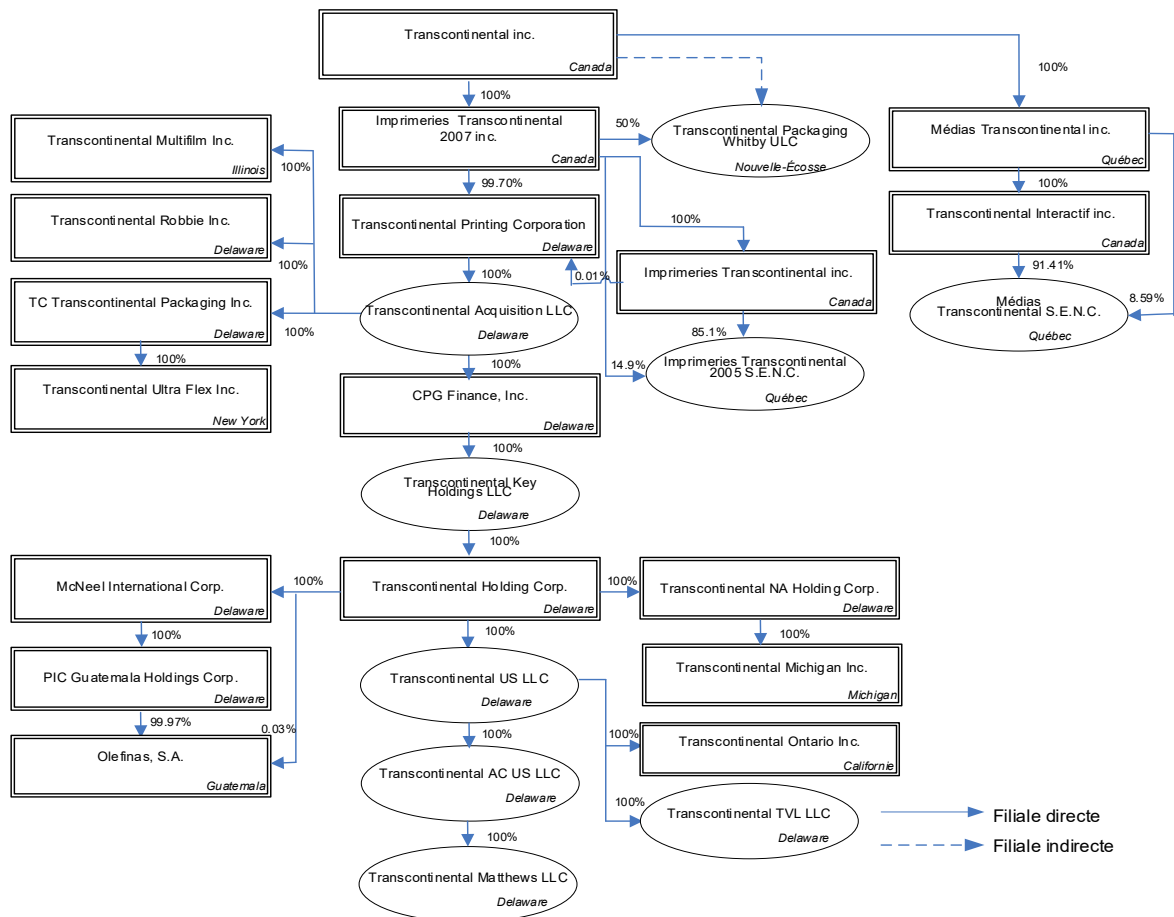 Transcontinental inc.
Canada
100%
100%
Imprimeries Transcontinental
2007 inc.
Canada
50%
Transcontinental Packaging
Whitby ULC
Nouvelle-Écosse
Médias Transcontinental inc.
Québec
Transcontinental Multifilm Inc.
Illinois
100%
99.70%
100%
100%
Transcontinental Robbie Inc.
Delaware
100%
Transcontinental Printing Corporation
Delaware
Transcontinental Interactif inc.
Canada
100%
0.01%
Imprimeries Transcontinental inc.
Canada
91.41%
TC Transcontinental Packaging Inc.
Delaware
100%
Transcontinental Acquisition LLC
Delaware
Médias
Transcontinental S.E.N.C.
Québec
8.59%
85.1%
100%
100%
14.9%
Imprimeries Transcontinental
2005 S.E.N.C.
Québec
Transcontinental Ultra Flex Inc.
New York
CPG Finance, Inc.
Delaware
100%
Transcontinental Key
Holdings LLC
Delaware
100%
McNeel International Corp.
Delaware
100%
Transcontinental Holding Corp.
Delaware
100%
Transcontinental NA Holding Corp.
Delaware
100%
100%
100%
PIC Guatemala Holdings Corp.
Delaware
Transcontinental US LLC
Delaware
Transcontinental Michigan Inc.
Michigan
99.97%
0.03%
100%
100%
Olefinas, S.A.
Guatemala
Transcontinental AC US LLC
Delaware
Transcontinental Ontario Inc.
Californie
100%
Transcontinental TVL LLC
Delaware
100%
Transcontinental Matthews LLC
Delaware
Filiale directe
Filiale indirecte